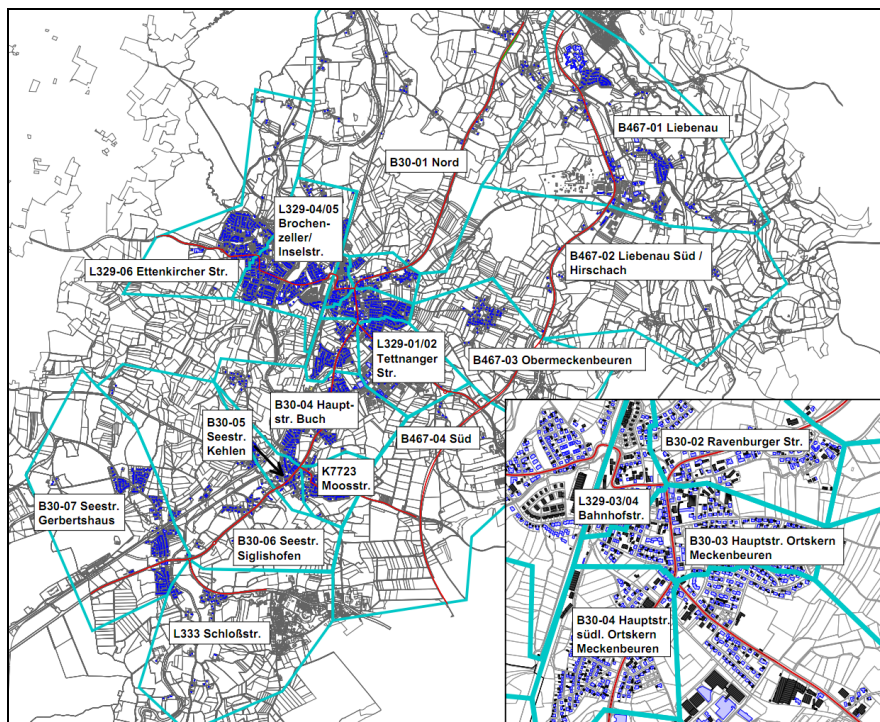 B467-01 Liebenau
B30-01 Nord
L329-04/05
Brochen-
zeller/
Inselstr.
B467-02 Liebenau Süd /
Hirschach
L329-06 Ettenkircher Str.
L329-01/02
Tettnanger
Str.
B467-03 Obermeckenbeuren
B30-04 Haupt-
str. Buch
B30-05
Seestr.
Kehlen
B467-04 Süd
K7723
Moosstr.
B30-07 Seestr.
Gerbertshaus
B30-06 Seestr.
Siglishofen
L333 Schloßstr.
B30-02 Ravenburger Str.
L329-03/04
Bahnhofstr.
B30-03 Hauptstr. Ortskern
Meckenbeuren
B30-04 Hauptstr.
südl. Ortskern
Meckenbeuren